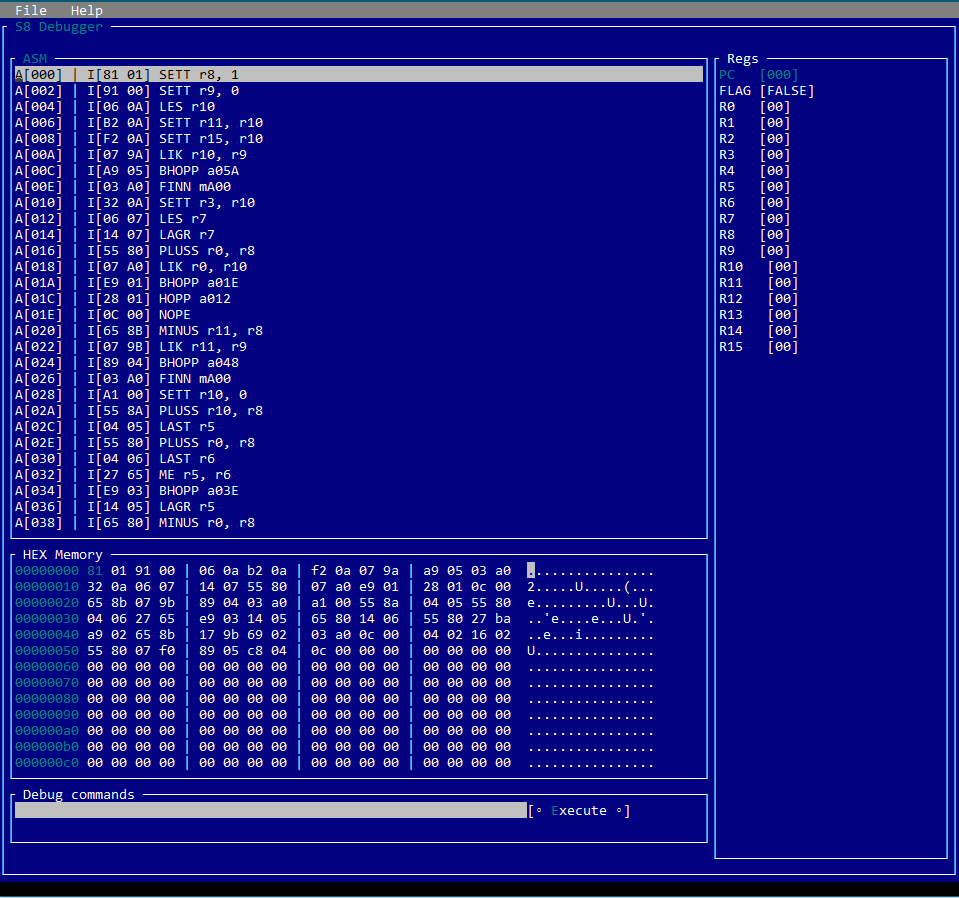 File Help
S8 Debugger
ASM
A[000] | I[81 01] SETT r8, 1
A[002] | I[91 00] SETT r9, 0
A[004] | I[06 0A] LES r10
A[006] | I[B2 0A] SETT r11, r10
A[008] | I[F2 0A] SETT r15, r10
A[00A] | I[07 9A] LIK r10, r9
A[00C] | I[A9 05] BHOPP a05A
A[00E] | I[03 A0] FINN mA00
A[010] | I[32 0A] SETT r3, r10
A[012] | I[06 07] LES r7
A[014] | I[14 07] LAGR r7
A[016] | I[55 80] PLUSS r0, r8
A[018] | I[07 A0] LIK r0, r10
A[01A] | I[E9 01] BHOPP a01E
A[01C] | I[28 01] HOPP a012
A[01E] | I[0C 00] NOPE
A[020] | I[65 8B] MINUS r11, r8
A[022] | I[07 9B] LIK r11, r9
A[024] | I[89 04] BHOPP a048
A[026] | I[03 A0] FINN mA00
A[028] | I[A1 00] SETT r10, 0
A[02A] | I[55 8A] PLUSS r10, r8
A[02C] | I[04 05] LAST r5
A[02E] | I[55 80] PLUSS r0, r8
A[030] | I[04 06] LAST r6
A[032] | I[27 65] ME r5, r6
A[034] | I[E9 03] BHOPP a03E
A[036] | I[14 05] LAGR r5
A[038] | I[65 80] MINUS r0, r8
Regs
PC [000]
FLAG [FALSE]
R0 [00]
R1 [00]
R2 [00]
R3 [00]
R4 [00]
R5 [00]
R6 [00]
R7 [00]
R8 [00]
R9 [00]
R10 [00]
R11 [00]
R12 [00]
R13 [00]
R14 [00]
R15 [00]
HEX Memory
00000000 81 01 91 00 | 06 0a b2 0a | f2 0a 07 9a | a9 05 03 a0 ................
00000010 32 0a 06 07 | 14 07 55 80 | 07 a0 e9 01 | 28 01 0c 00 2.....U.....(...
00000020 65 8b 07 9b | 89 04 03 a0 | a1 00 55 8a | 04 05 55 80 e.........U...U.
00000030 04 06 27 65 | e9 03 14 05 | 65 80 14 06 | 55 80 27 ba ..'e....e...U.'.
00000040 a9 02 65 8b | 17 9b 69 02 | 03 a0 0c 00 | 04 02 16 02 ..e...i.........
00000050 55 80 07 f0 | 89 05 c8 04 | 0c 00 00 00 | 00 00 00 00 U...............
00000060 00 00 00 00 | 00 00 00 00 | 00 00 00 00 | 00 00 00 00 ................
00000070 00 00 00 00 | 00 00 00 00 | 00 00 00 00 | 00 00 00 00 ................
00000080 00 00 00 00 | 00 00 00 00 | 00 00 00 00 | 00 00 00 00 ................
00000090 00 00 00 00 | 00 00 00 00 | 00 00 00 00 | 00 00 00 00 ................
000000a0 00 00 00 00 | 00 00 00 00 | 00 00 00 00 | 00 00 00 00 ................
000000b0 00 00 00 00 | 00 00 00 00 | 00 00 00 00 | 00 00 00 00 ................
000000c0 00 00 00 00 | 00 00 00 00 | 00 00 00 00 | 00 00 00 00 ................
Debug commands
[◦ Execute ◦]